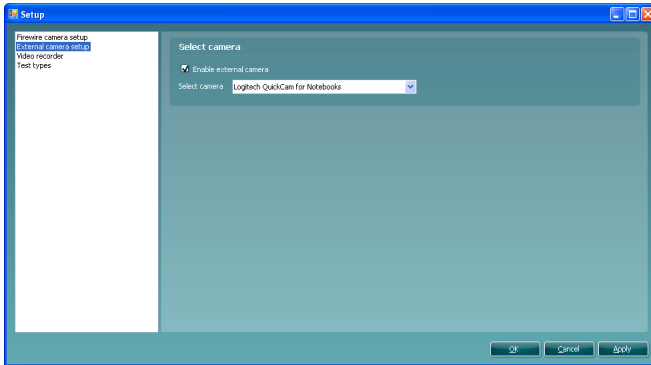 Setup
Firewire camera setup
External camera setup
Video recorder
Test types
Select camera
Enable external camera
Select camera Logitech QuickCam for Notebooks
OK Cancel Apply